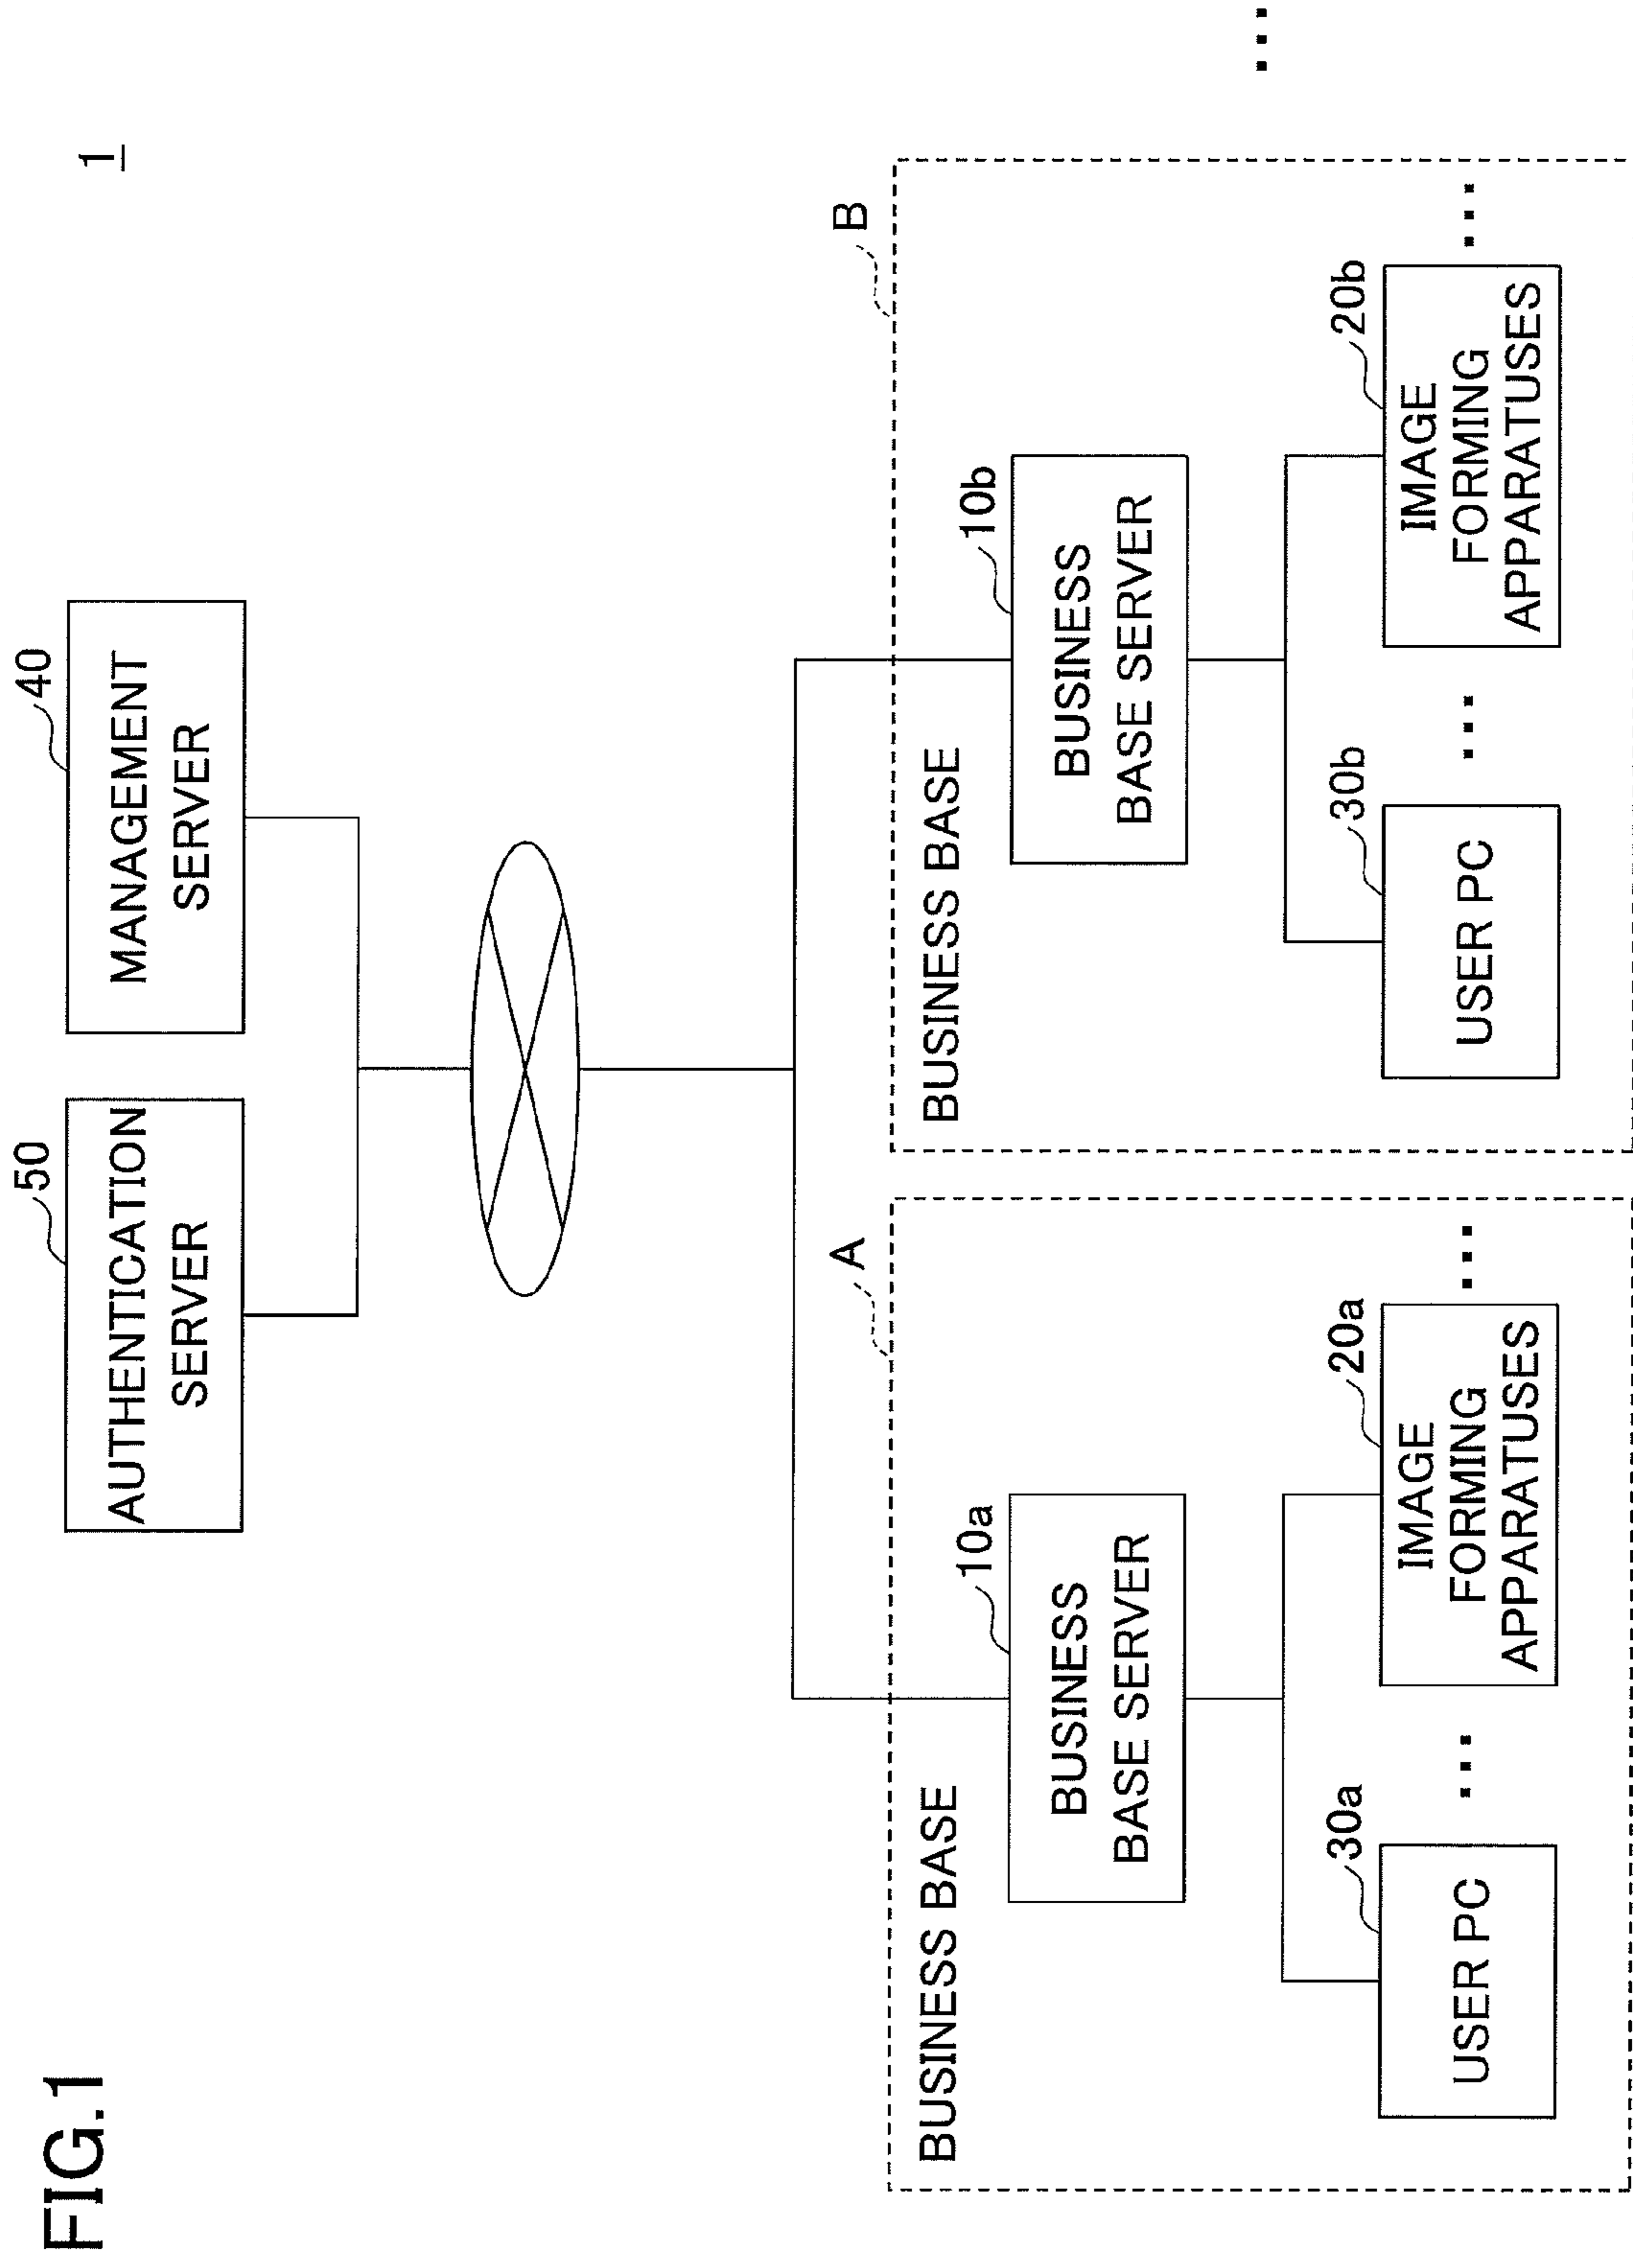 FIG.1
1
50
40
AUTHENTICATION
SERVER
MANAGEMENT
SERVER
A
B
BUSINESS BASE
10a
BUSINESS
BASE SERVER
30a
USER PC
...
20a
IMAGE
FORMING
APPARATUSES
...
BUSINESS BASE
10b
BUSINESS
BASE SERVER
30b
USER PC
...
20b
IMAGE
FORMING
APPARATUSES
...
...